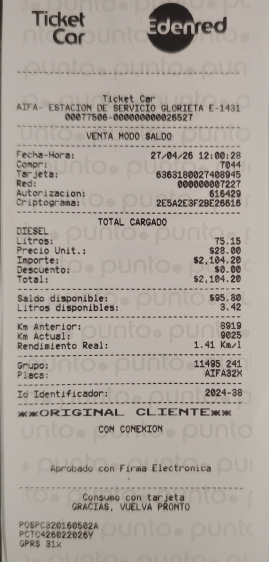 Ticket Car Edenred
Ticket Car
AIFA- ESTACION DE SERVICIO GLORIETA E-1431
00077506-000000000026527
VENTA MODO SALDO
Fecha-Hora: 27/04/26 12:00:28
Compr: 7044
Tarjeta: 6363180027408945
Red: 000000007227
Autorizacion: 616429
Criptograma: 2E5A2E3F2BE26616
TOTAL CARGADO
DIESEL
Litros: 75.15
Precio Unit.: $28.00
Importe: $2,104.20
Descuento: $0.00
Total: $2,104.20
Saldo disponible: $95.80
Litros disponibles: 3.42
Km Anterior: 8919
Km Actual: 9025
Rendimiento Real: 1.41 Km/l
Grupo: 11495 241
Placa: AIFA32K
Id Identificador: 2024-38
**ORIGINAL CLIENTE**
CON CONEXION
Aprobado con Firma Electronica
Consumo con tarjeta
GRACIAS, VUELVA PRONTO
POSPC320160502A
PCTC426022026Y
GPRS 31%